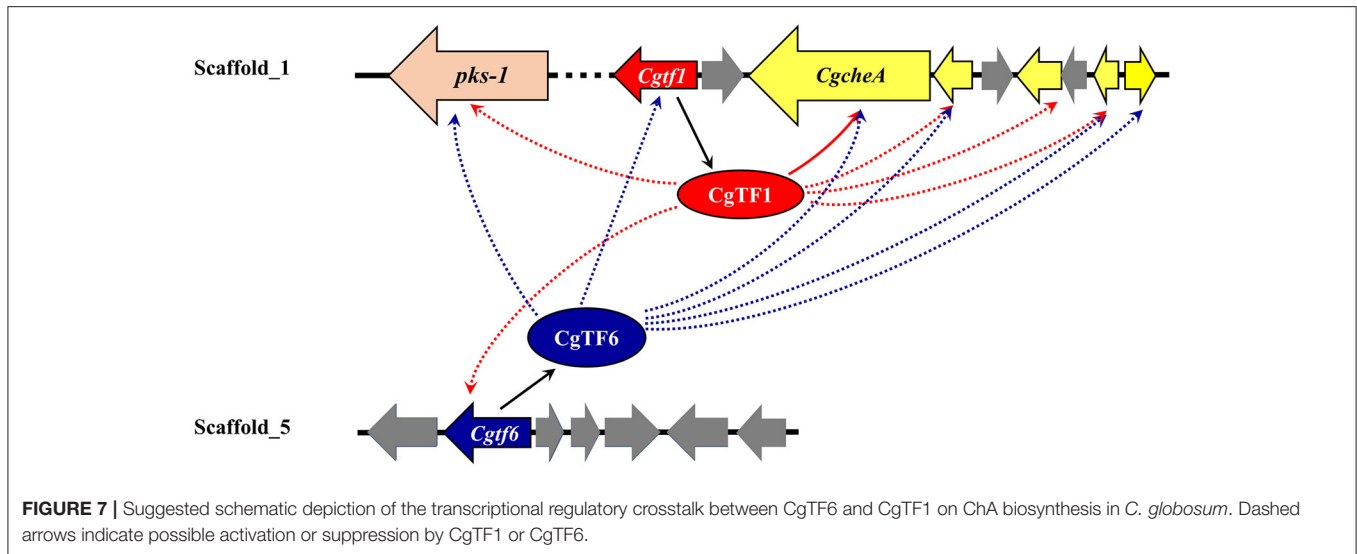 Scaffold_1
pks-1
Cgtf1
CgcheA
CgTF1
CgTF6
Scaffold_5
Cgtf6
FIGURE 7 | Suggested schematic depiction of the transcriptional regulatory crosstalk between CgTF6 and CgTF1 on ChA biosynthesis in C. globosum. Dashed
arrows indicate possible activation or suppression by CgTF1 or CgTF6.